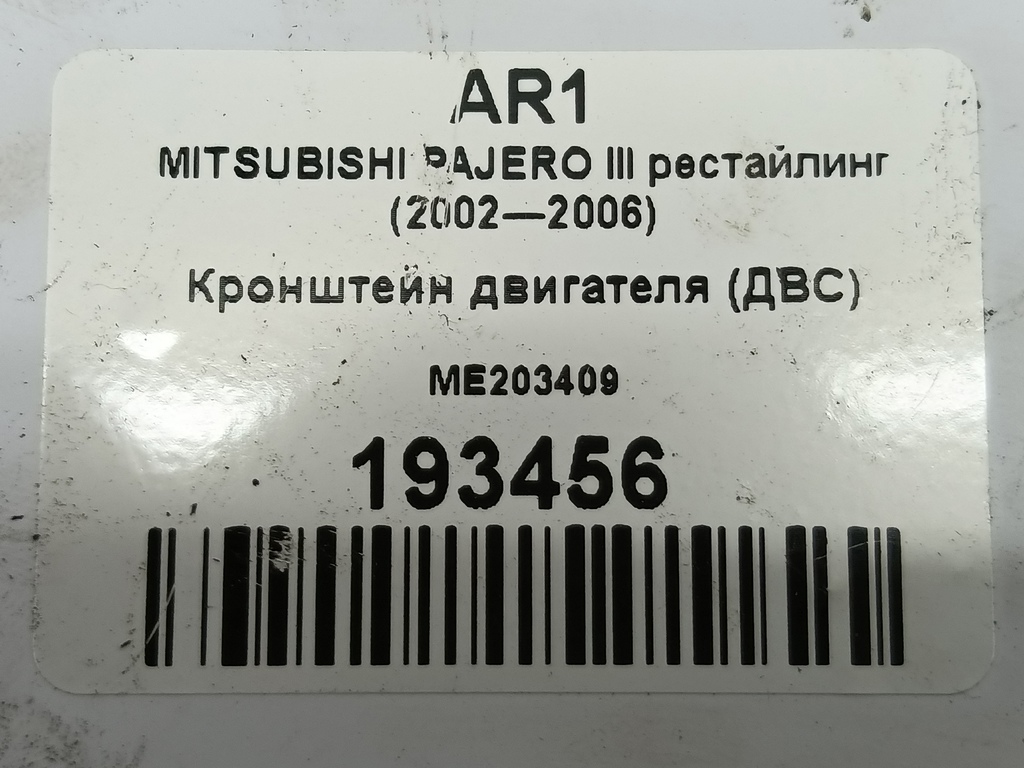 AR1
MITSUBISHI PAJERO III рестайлинг
(2002—2006)
Кронштейн двигателя (ДВС)
ME203409
193456